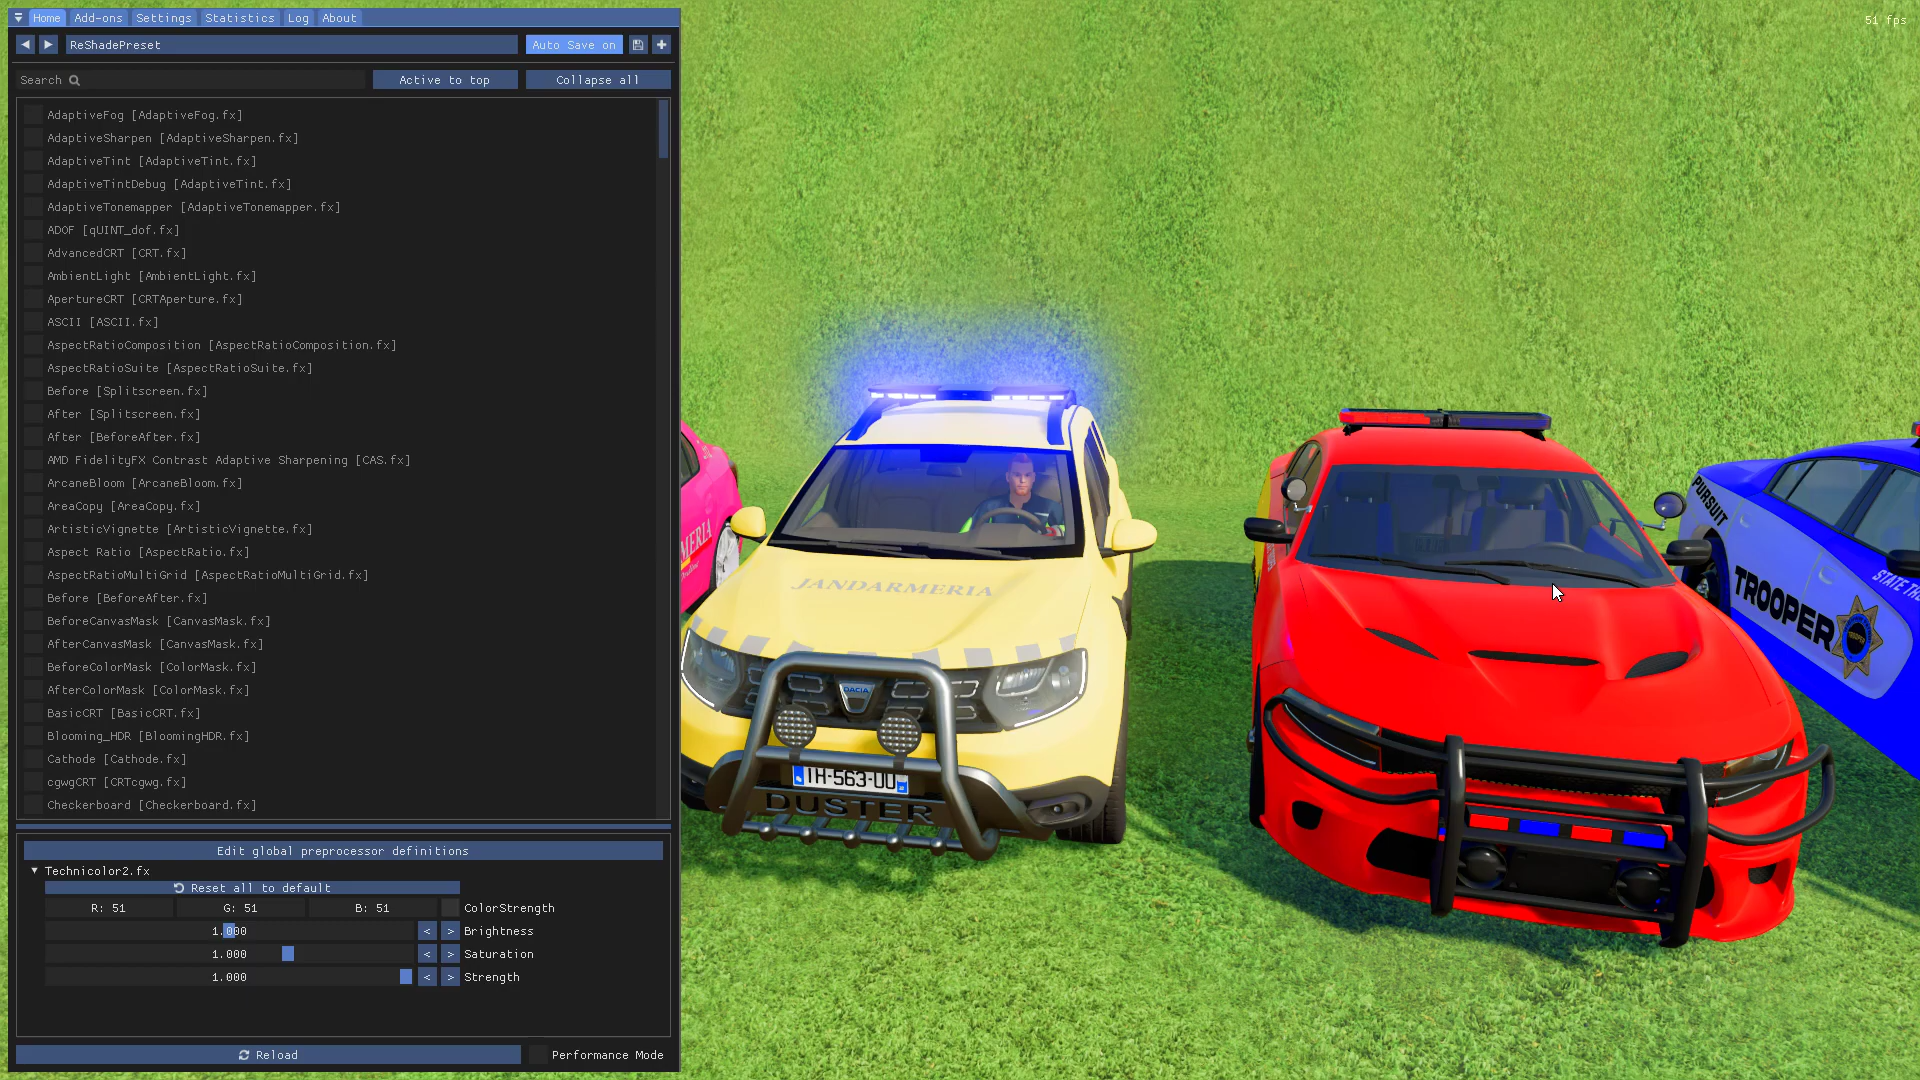 Home Add-ons Settings Statistics Log About
51 fps
ReShadePreset Auto Save on
Search Active to top Collapse all
AdaptiveFog [AdaptiveFog.fx]
AdaptiveSharpen [AdaptiveSharpen.fx]
AdaptiveTint [AdaptiveTint.fx]
AdaptiveTintDebug [AdaptiveTint.fx]
AdaptiveTonemapper [AdaptiveTonemapper.fx]
ADOF [qUINT_dof.fx]
AdvancedCRT [CRT.fx]
AmbientLight [AmbientLight.fx]
ApertureCRT [CRTAperture.fx]
ASCII [ASCII.fx]
AspectRatioComposition [AspectRatioComposition.fx]
AspectRatioSuite [AspectRatioSuite.fx]
Before [Splitscreen.fx]
After [Splitscreen.fx]
After [BeforeAfter.fx]
AMD FidelityFX Contrast Adaptive Sharpening [CAS.fx]
ArcaneBloom [ArcaneBloom.fx]
AreaCopy [AreaCopy.fx]
ArtisticVignette [ArtisticVignette.fx]
Aspect Ratio [AspectRatio.fx]
AspectRatioMultiGrid [AspectRatioMultiGrid.fx]
Before [BeforeAfter.fx]
BeforeCanvasMask [CanvasMask.fx]
AfterCanvasMask [CanvasMask.fx]
BeforeColorMask [ColorMask.fx]
AfterColorMask [ColorMask.fx]
BasicCRT [BasicCRT.fx]
Blooming_HDR [BloomingHDR.fx]
Cathode [Cathode.fx]
cgwgCRT [CRTcgwg.fx]
Checkerboard [Checkerboard.fx]
Edit global preprocessor definitions
Technicolor2.fx
Reset all to default
R: 51 G: 51 B: 51 ColorStrength
1.000 < > Brightness
1.000 < > Saturation
1.000 < > Strength
Reload Performance Mode
MERIA
JANDARMERIA
DACIA
TH-563-UU
DUSTER
PURSUIT
TROOPER
STATE TR